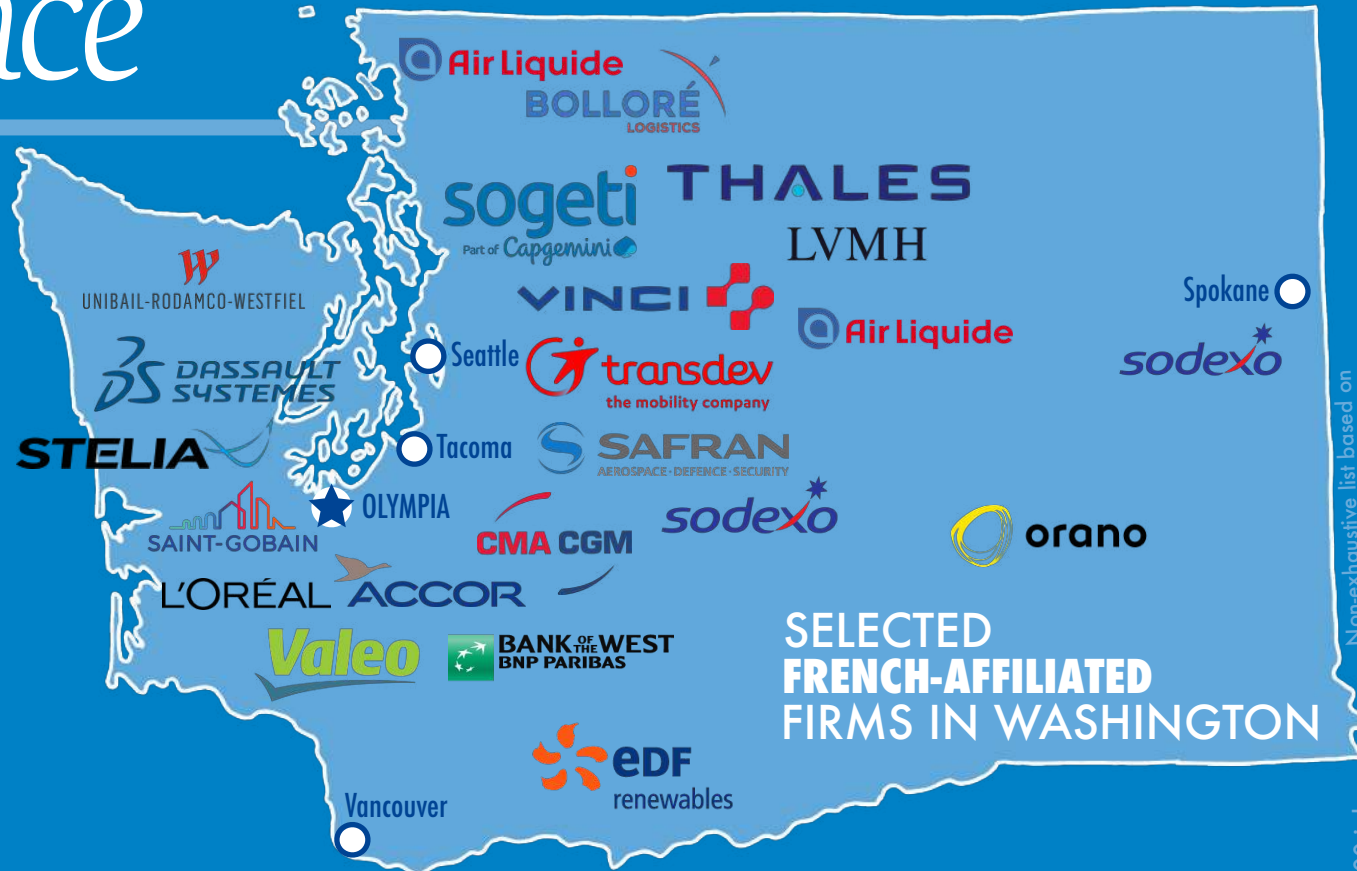 Air Liquide
BOLLORÉ
LOGISTICS
sogeti
Part of Capgemini
THALES
LVMH
UNIBAIL-RODAMCO-WESTFIEL
VINCI
Spokane
Air Liquide
sodexo
DASSAULT
SYSTEMES
Seattle
transdev
the mobility company
STELIA
Tacoma
SAFRAN
AEROSPACE·DEFENCE·SECURITY
OLYMPIA
SAINT-GOBAIN
CMA CGM
sodexo
orano
L'ORÉAL
ACCOR
Valeo
BANK OF THE WEST
BNP PARIBAS
SELECTED
FRENCH-AFFILIATED
FIRMS IN WASHINGTON
eDF
renewables
Vancouver
Non-exhaustive list based on